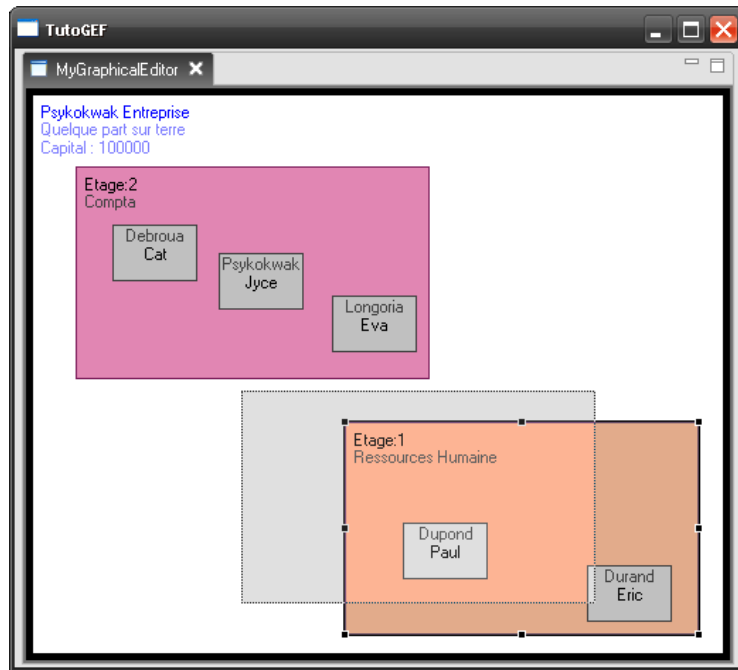 TutoGEF
MyGraphicalEditor
Psykokwak Entreprise
Quelque part sur terre
Capital : 100000
Etage:2
Compta
Debroua
Cat
Psykokwak
Jyce
Longoria
Eva
Etage:1
Ressources Humaine
Dupond
Paul
Durand
Eric